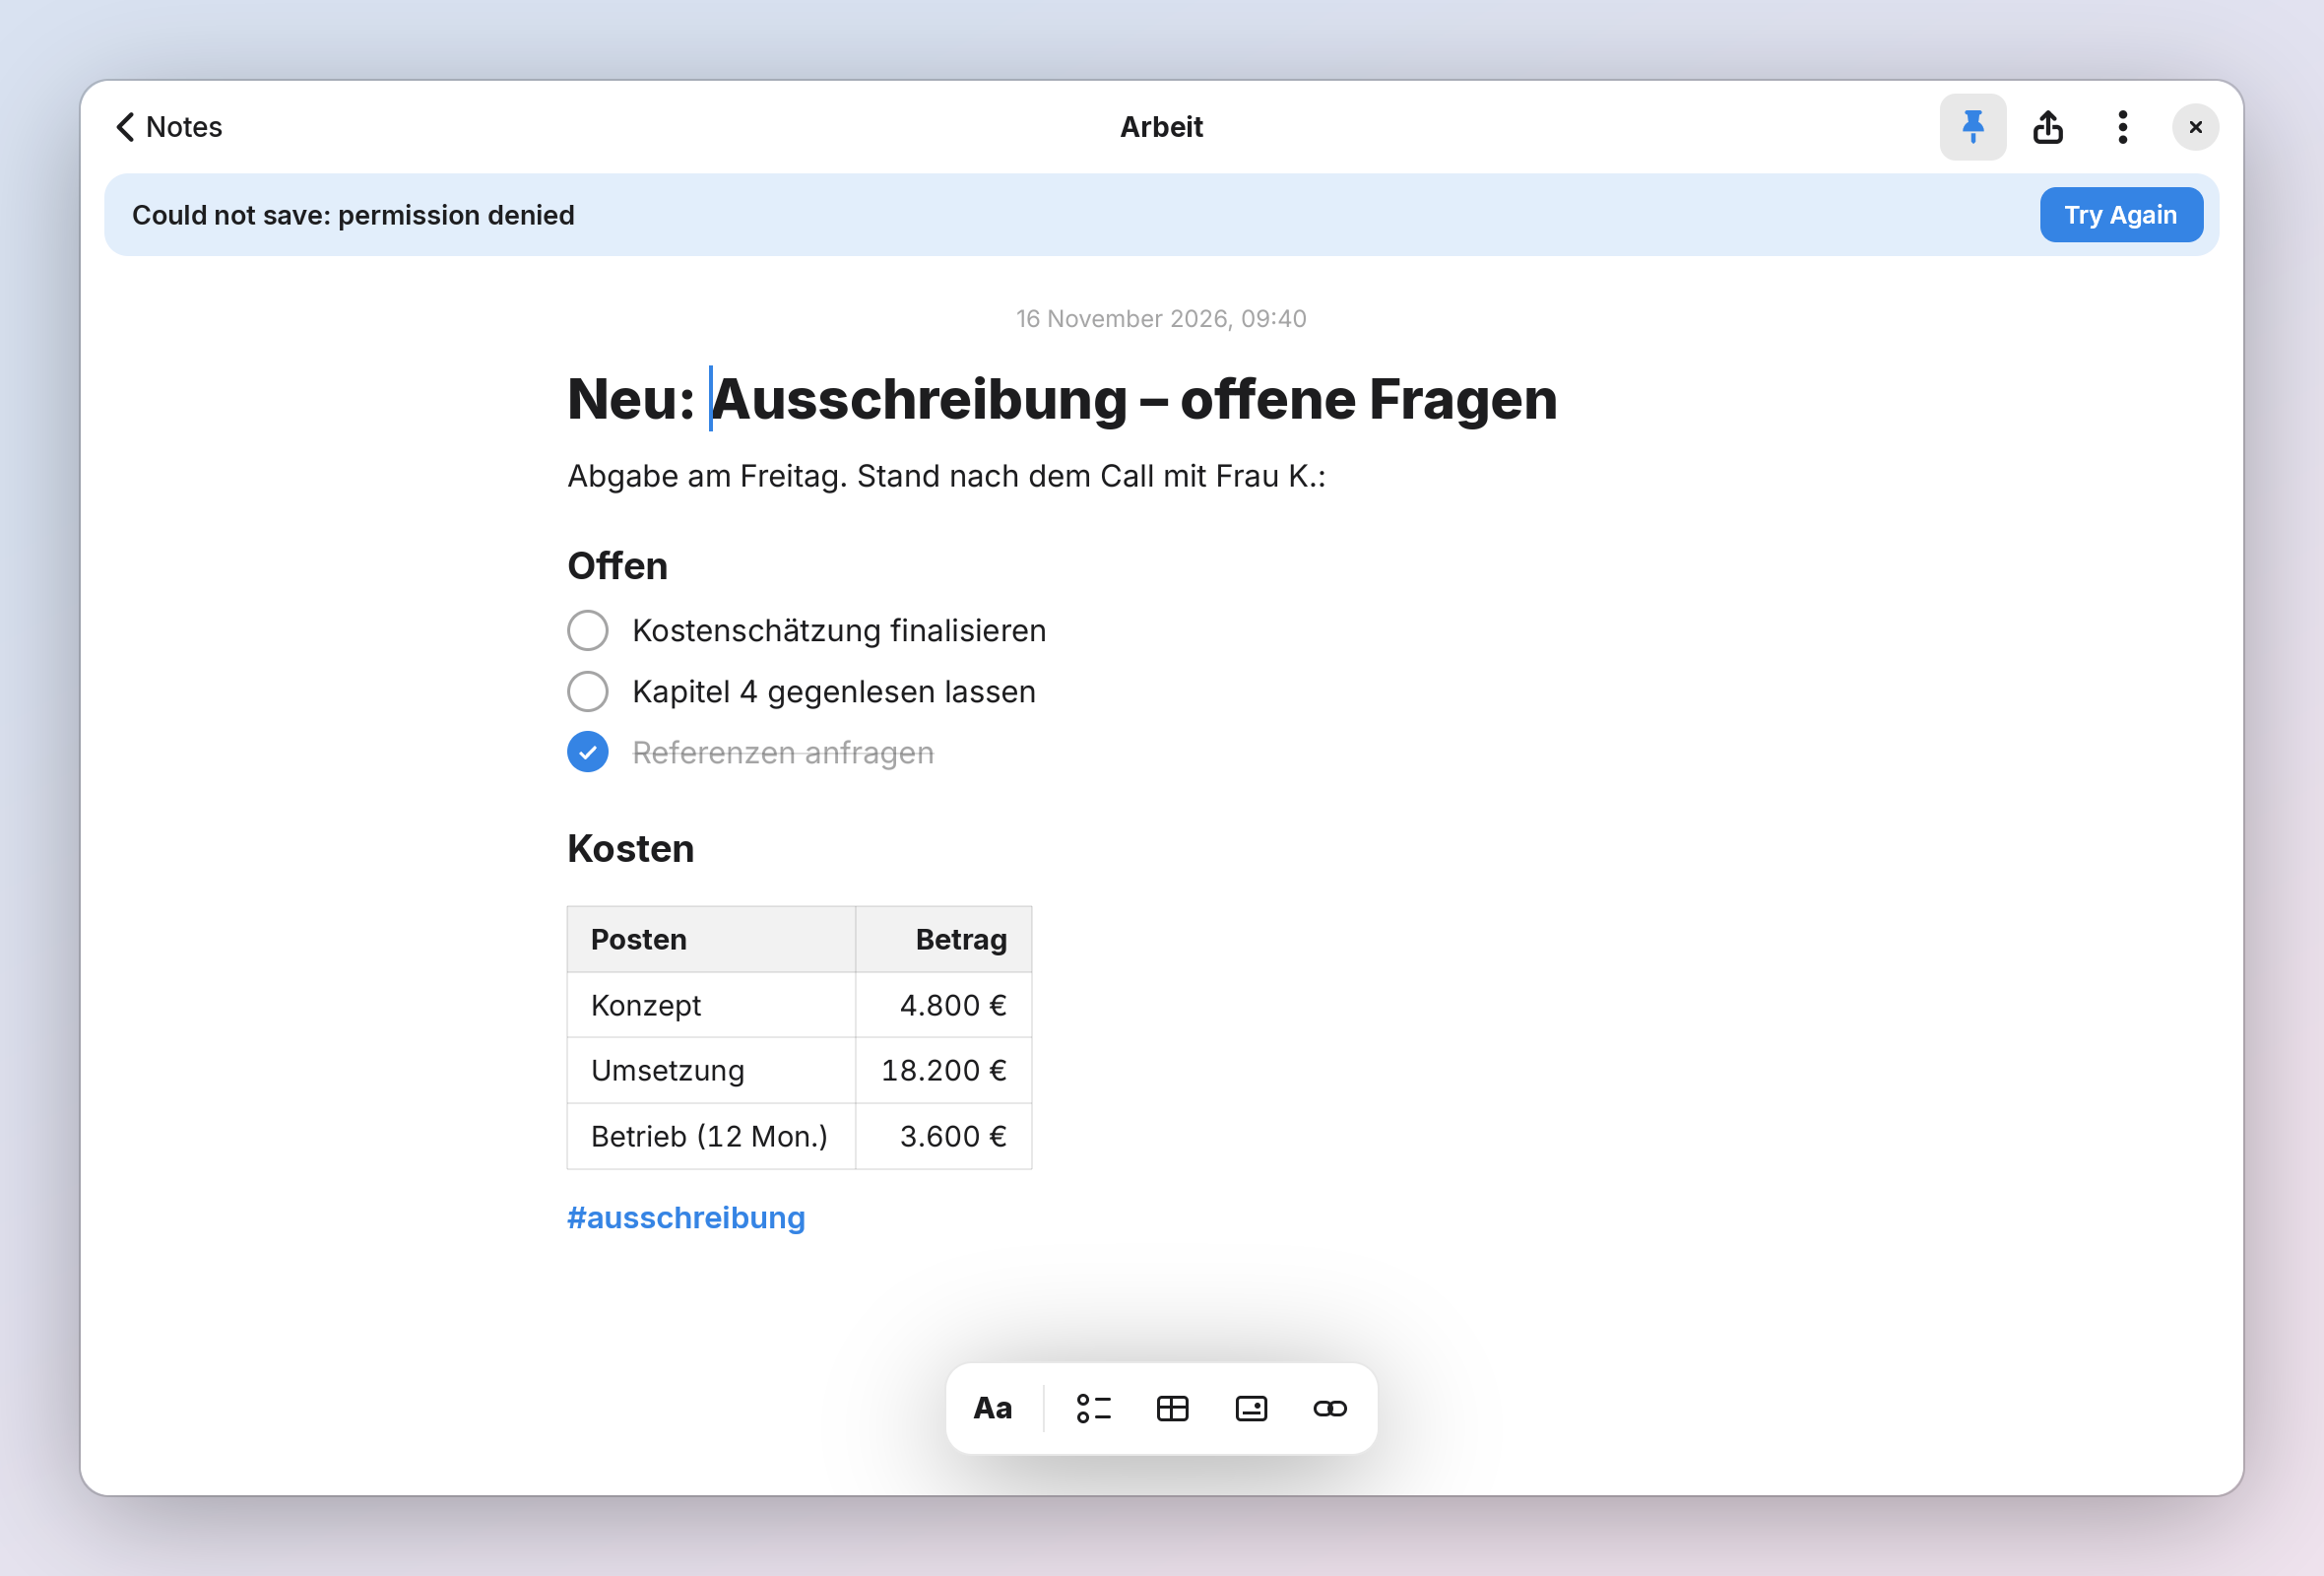 Notes
Arbeit
Could not save: permission denied
Try Again
16 November 2026, 09:40
Neu: Ausschreibung – offene Fragen
Abgabe am Freitag. Stand nach dem Call mit Frau K.:
Offen
Kostenschätzung finalisieren
Kapitel 4 gegenlesen lassen
Referenzen anfragen
Kosten
Posten Betrag
Konzept 4.800 €
Umsetzung 18.200 €
Betrieb (12 Mon.) 3.600 €
#ausschreibung
Aa